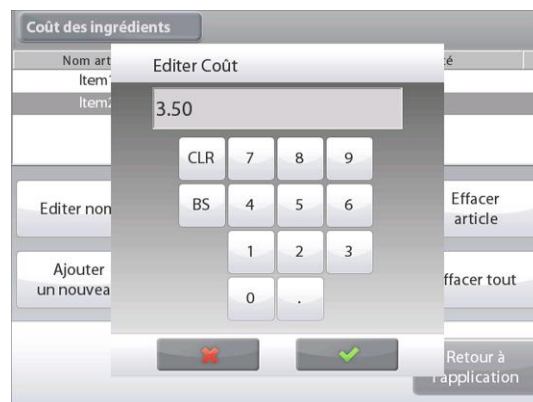 Coût des ingrédients
Nom art
té
Item1
Item2
Editer Coût
3.50
CLR 7 8 9
BS 4 5 6
1 2 3
0 .
Editer nom
Effacer
article
Ajouter
un nouvea
ffacer tout
Retour à
l'application